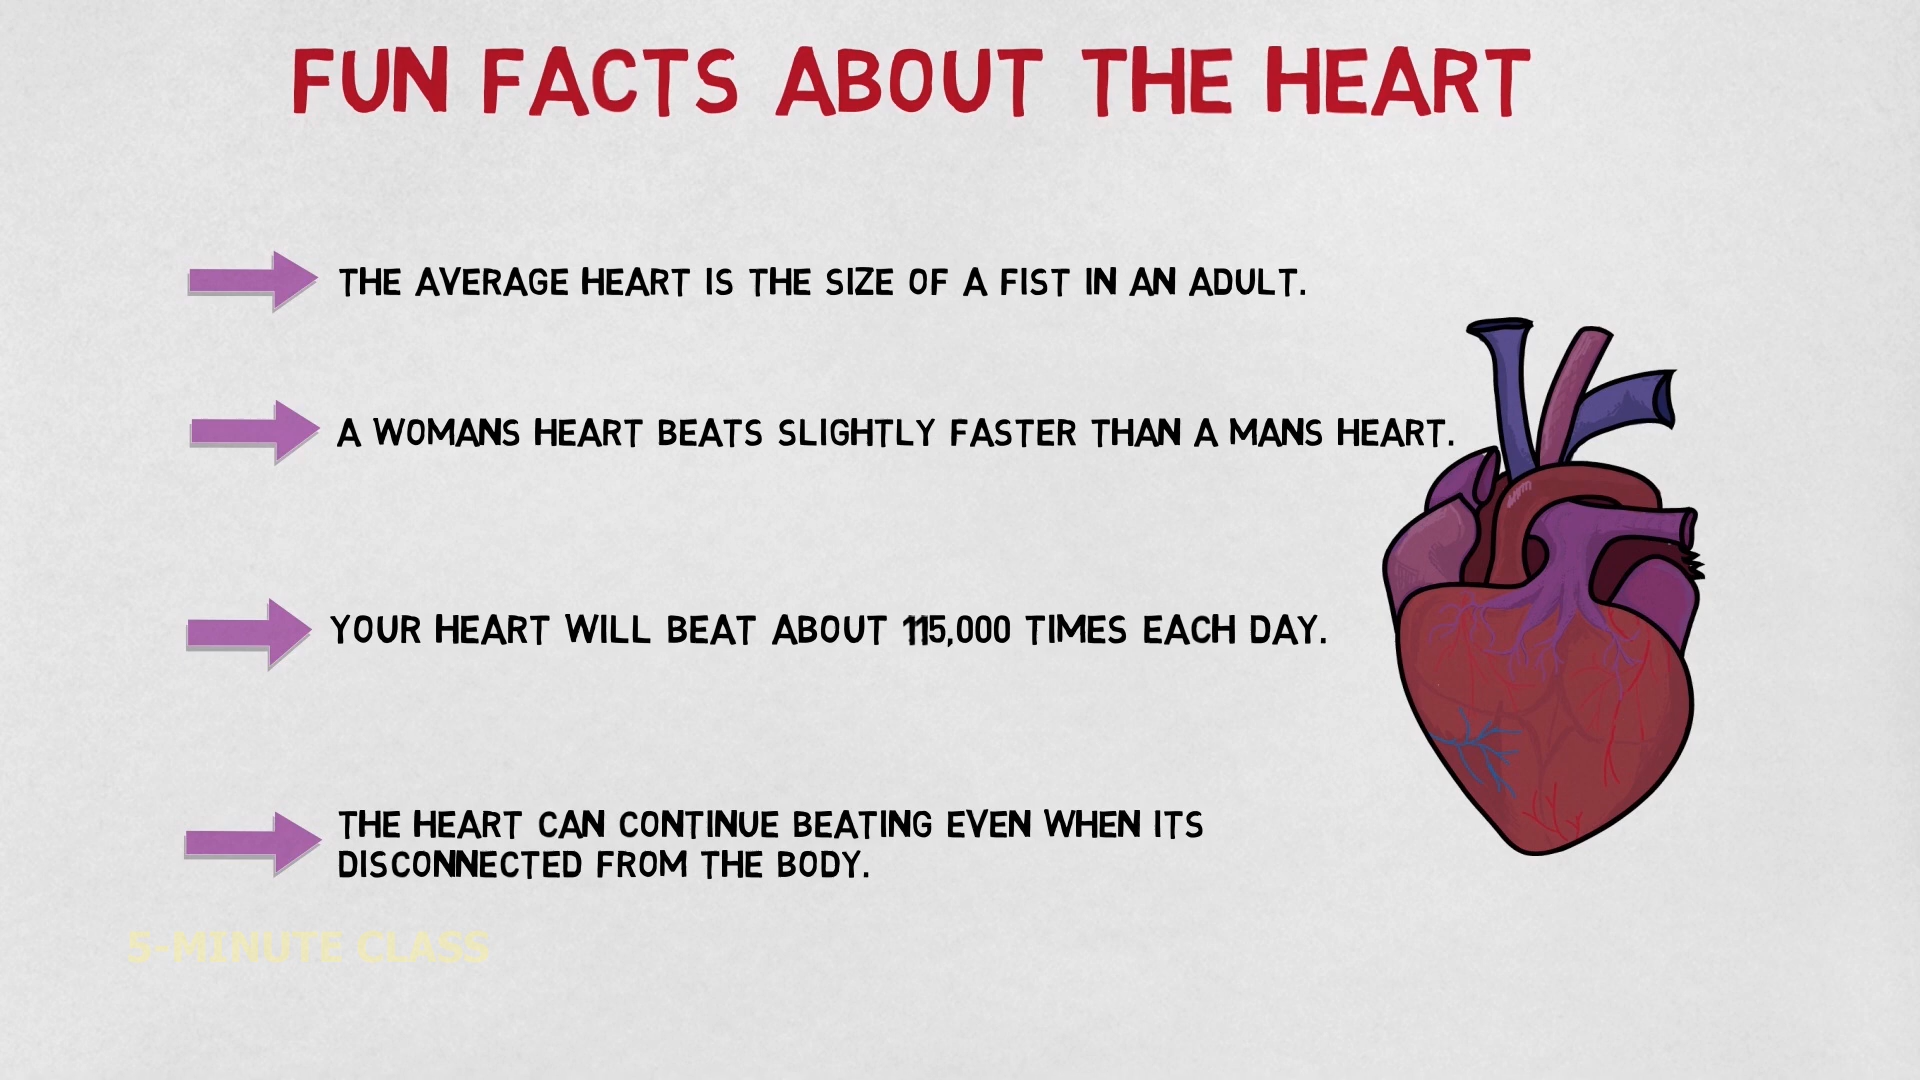 FUN FACTS ABOUT THE HEART
THE AVERAGE HEART IS THE SIZE OF A FIST IN AN ADULT.
A WOMANS HEART BEATS SLIGHTLY FASTER THAN A MANS HEART.
YOUR HEART WILL BEAT ABOUT 115,000 TIMES EACH DAY.
THE HEART CAN CONTINUE BEATING EVEN WHEN ITS
DISCONNECTED FROM THE BODY.
5-MINUTE CLASS